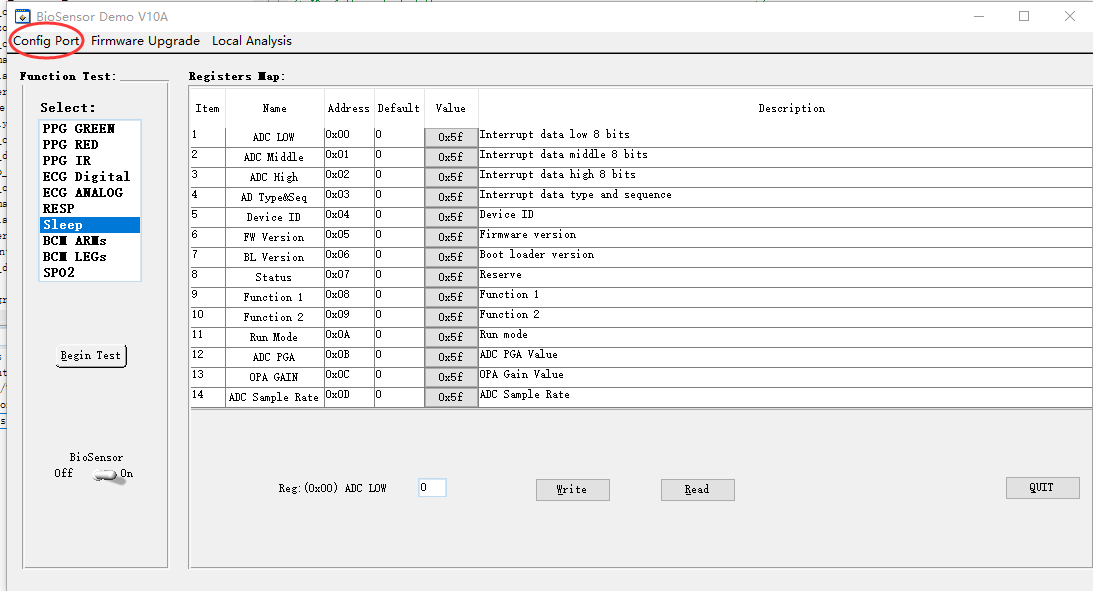 BioSensor Demo V10A
Config Port Firmware Upgrade Local Analysis
Function Test:
Registers Map:
Select:
PPG GREEN
PPG RED
PPG IR
ECG Digital
ECG ANALOG
RESP
Sleep
BCM ARMs
BCM LEGs
SPO2
Begin Test
BioSensor
Off On
Item Name Address Default Value Description
1 ADC LOW 0x00 0 0x5f Interrupt data low 8 bits
2 ADC Middle 0x01 0 0x5f Interrupt data middle 8 bits
3 ADC High 0x02 0 0x5f Interrupt data high 8 bits
4 AD Type&Seq 0x03 0 0x5f Interrupt data type and sequence
5 Device ID 0x04 0 0x5f Device ID
6 FW Version 0x05 0 0x5f Firmware version
7 BL Version 0x06 0 0x5f Boot loader version
8 Status 0x07 0 0x5f Reserve
9 Function 1 0x08 0 0x5f Function 1
10 Function 2 0x09 0 0x5f Function 2
11 Run Mode 0x0A 0 0x5f Run mode
12 ADC PGA 0x0B 0 0x5f ADC PGA Value
13 OPA GAIN 0x0C 0 0x5f OPA Gain Value
14 ADC Sample Rate 0x0D 0 0x5f ADC Sample Rate
Reg:(0x00) ADC LOW 0 Write Read QUIT